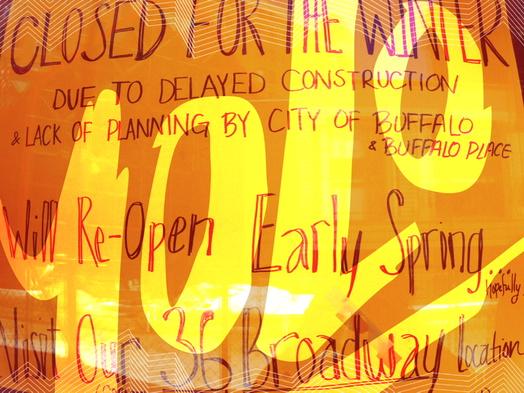 CLOSED FOR THE WINTER
DUE TO DELAYED CONSTRUCTION
& LACK OF PLANNING BY CITY OF BUFFALO
& BUFFALO PLACE
Will Re-Open Early Spring
...hopefully
Visit Our 36 Broadway Location